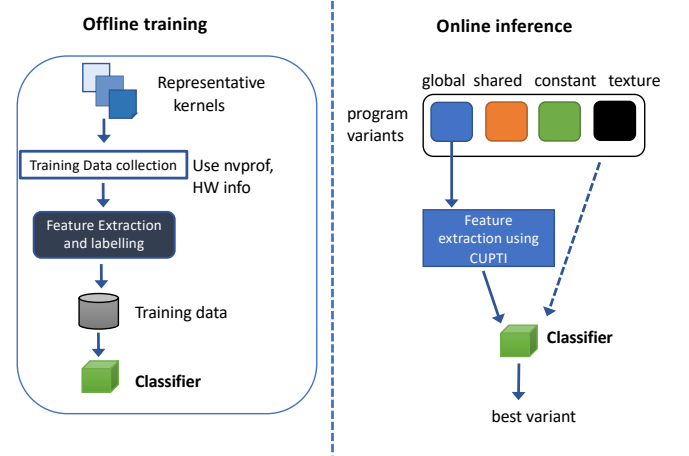 Offline training
Representative
kernels
Training Data collection
Use nvprof,
HW info
Feature Extraction
and labelling
Training data
Classifier
Online inference
global shared constant texture
program
variants
Feature
extraction using
CUPTI
Classifier
best variant